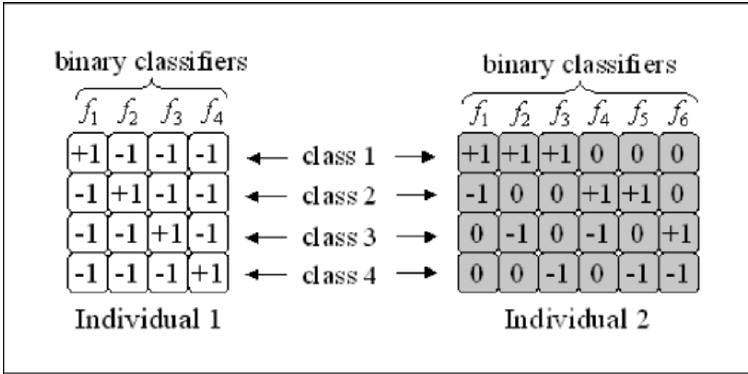 binary classifiers binary classifiers
f1 f2 f3 f4 f1 f2 f3 f4 f5 f6
+1 -1 -1 -1 class 1 +1 +1 +1 0 0 0
-1 +1 -1 -1 class 2 -1 0 0 +1 +1 0
-1 -1 +1 -1 class 3 0 -1 0 -1 0 +1
-1 -1 -1 +1 class 4 0 0 -1 0 -1 -1
Individual 1 Individual 2